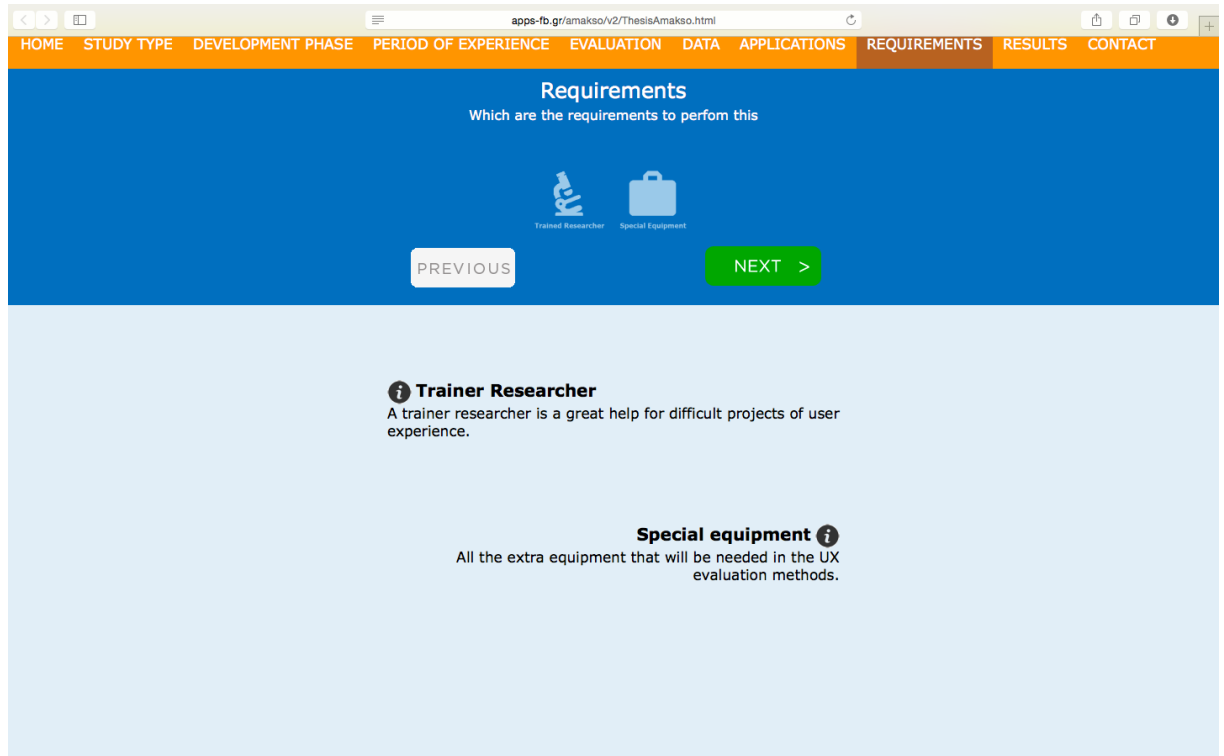 apps-fb.gr/amakso/v2/ThesisAmakso.html
HOME STUDY TYPE DEVELOPMENT PHASE PERIOD OF EXPERIENCE EVALUATION DATA APPLICATIONS REQUIREMENTS RESULTS CONTACT
Requirements
Which are the requirements to perfom this
Trained Researcher Special Equipment
PREVIOUS NEXT >
Trainer Researcher
A trainer researcher is a great help for difficult projects of user
experience.
Special equipment
All the extra equipment that will be needed in the UX
evaluation methods.